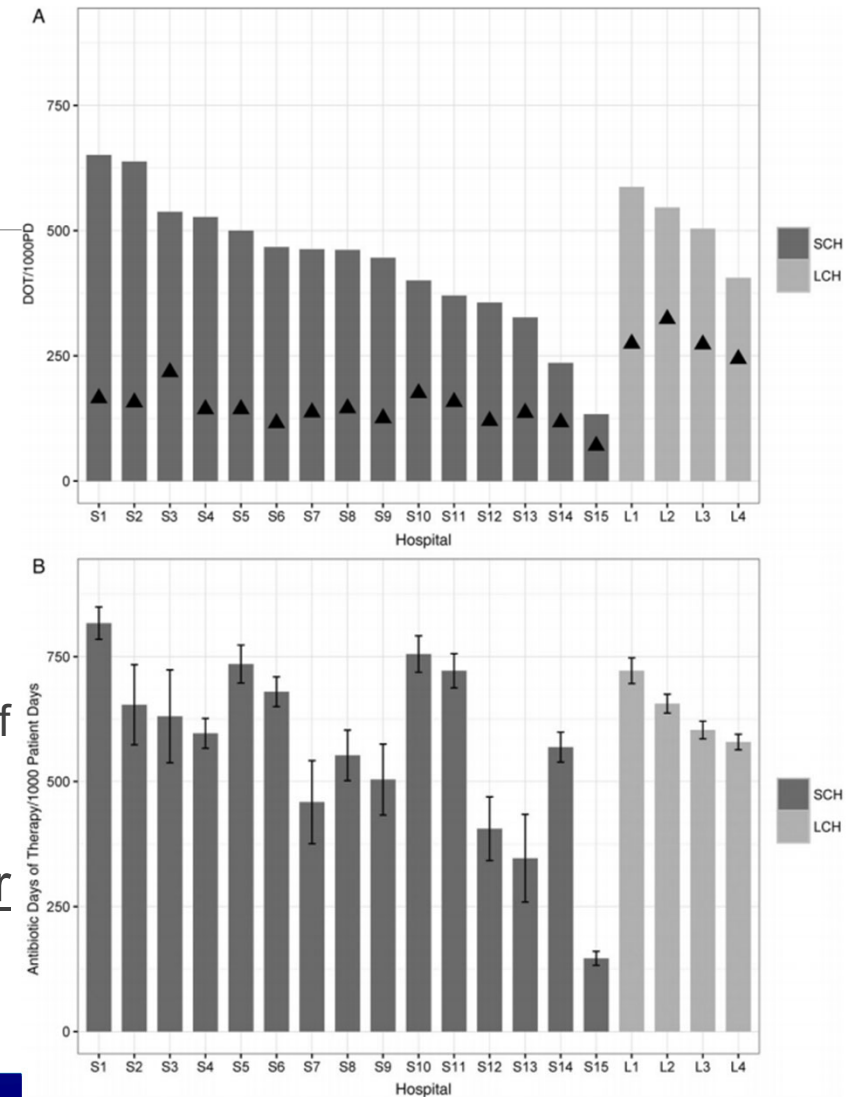 A
750
500
250
0
DOT/1000PD
S1 S2 S3 S4 S5 S6 S7 S8 S9 S10 S11 S12 S13 S14 S15 L1 L2 L3 L4
Hospital
SCH
LCH
B
f
r
750
500
250
0
Antibiotic Days of Therapy/1000 Patient Days
S1 S2 S3 S4 S5 S6 S7 S8 S9 S10 S11 S12 S13 S14 S15 L1 L2 L3 L4
Hospital
SCH
LCH